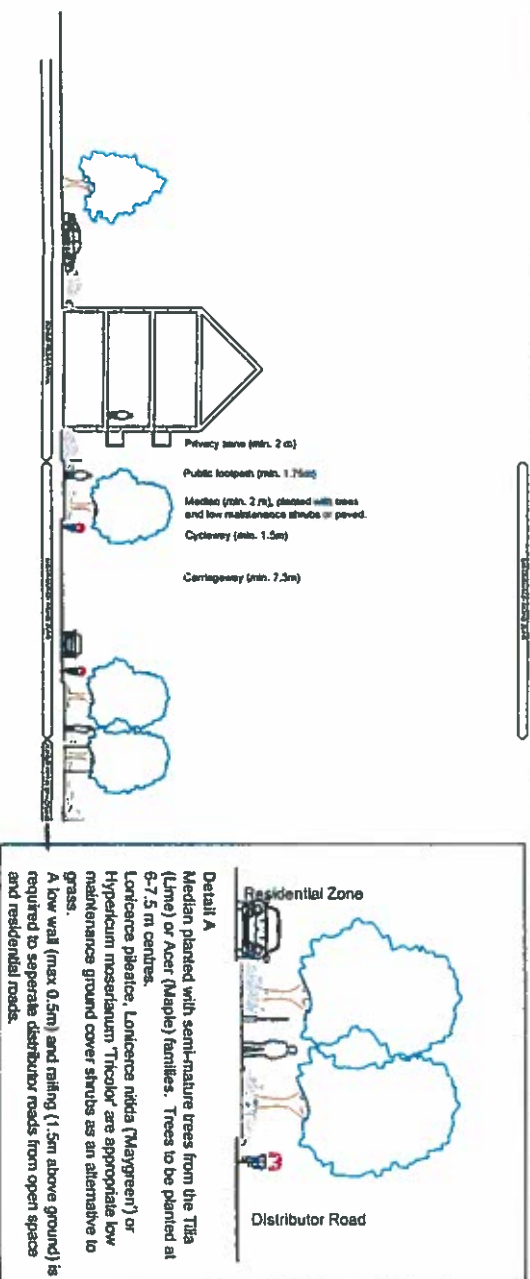 Privacy zone (min. 2 m)
Public footpath (min. 1.75m)
Median (min. 2 m), planted with trees
and low maintenance shrubs or paved.
Cycleway (min. 1.5m)
Carriageway (min. 7.3m)
Residential Zone
Distributor Road
Detail A
Median planted with semi-mature trees from the Tilia
(Lime) or Acer (Maple) families. Trees to be planted at
6-7.5 m centres.
Lonicerce pileatce, Lonicerce nitida ('Maygreen') or
Hypericum moserianum 'Tricolor' are appropriate low
maintenance ground cover shrubs as an alternative to
grass.
A low wall (max 0.5m) and railing (1.5m above ground) is
required to seperate distributor roads from open space
and residential roads.